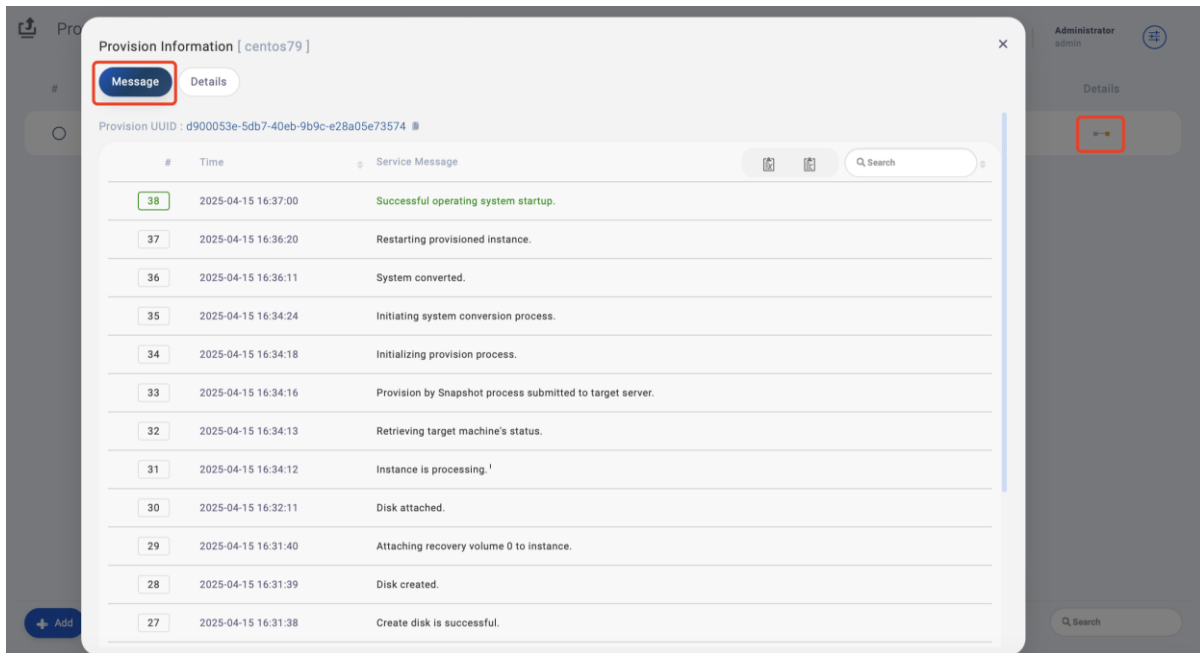 Pro
Provision Information [ centos79 ]
×
Administrator
admin
Message
Details
#
Details
Provision UUID : d900053e-5db7-40eb-9b9c-e28a05e73574
# Time Service Message Search
38 2025-04-15 16:37:00 Successful operating system startup.
37 2025-04-15 16:36:20 Restarting provisioned instance.
36 2025-04-15 16:36:11 System converted.
35 2025-04-15 16:34:24 Initiating system conversion process.
34 2025-04-15 16:34:18 Initializing provision process.
33 2025-04-15 16:34:16 Provision by Snapshot process submitted to target server.
32 2025-04-15 16:34:13 Retrieving target machine's status.
31 2025-04-15 16:34:12 Instance is processing.
30 2025-04-15 16:32:11 Disk attached.
29 2025-04-15 16:31:40 Attaching recovery volume 0 to instance.
28 2025-04-15 16:31:39 Disk created.
27 2025-04-15 16:31:38 Create disk is successful.
+ Add
Search